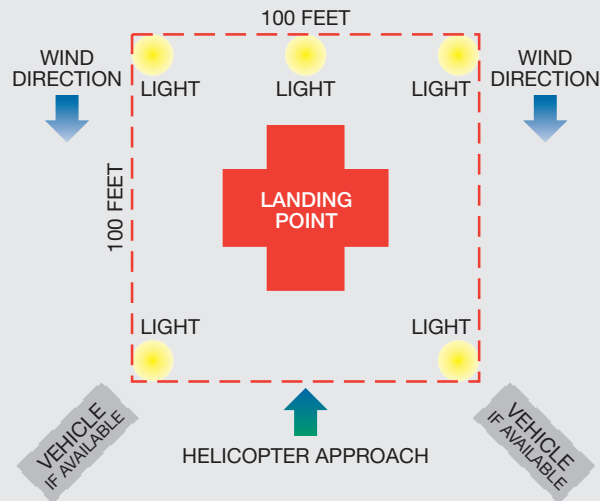 100 FEET
WIND
DIRECTION
WIND
DIRECTION
LIGHT
LIGHT
LIGHT
100 FEET
LANDING
POINT
LIGHT
LIGHT
VEHICLE
IF AVAILABLE
VEHICLE
IF AVAILABLE
HELICOPTER APPROACH